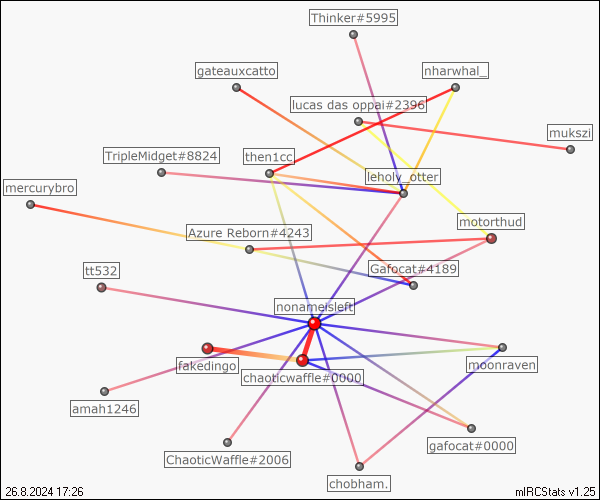 Thinker#5995
gateauxcatto
nharwhal_
lucas das oppai#2396
mukszi
TripleMidget#8824
then1cc
leholy_otter
mercurybro
motorthud
Azure Reborn#4243
tt532
Gafocat#4189
nonameisleft
fakedingo
chaoticwaffle#0000
moonraven
amah1246
gafocat#0000
ChaoticWaffle#2006
chobham.
26.8.2024 17:26
mIRCStats v1.25